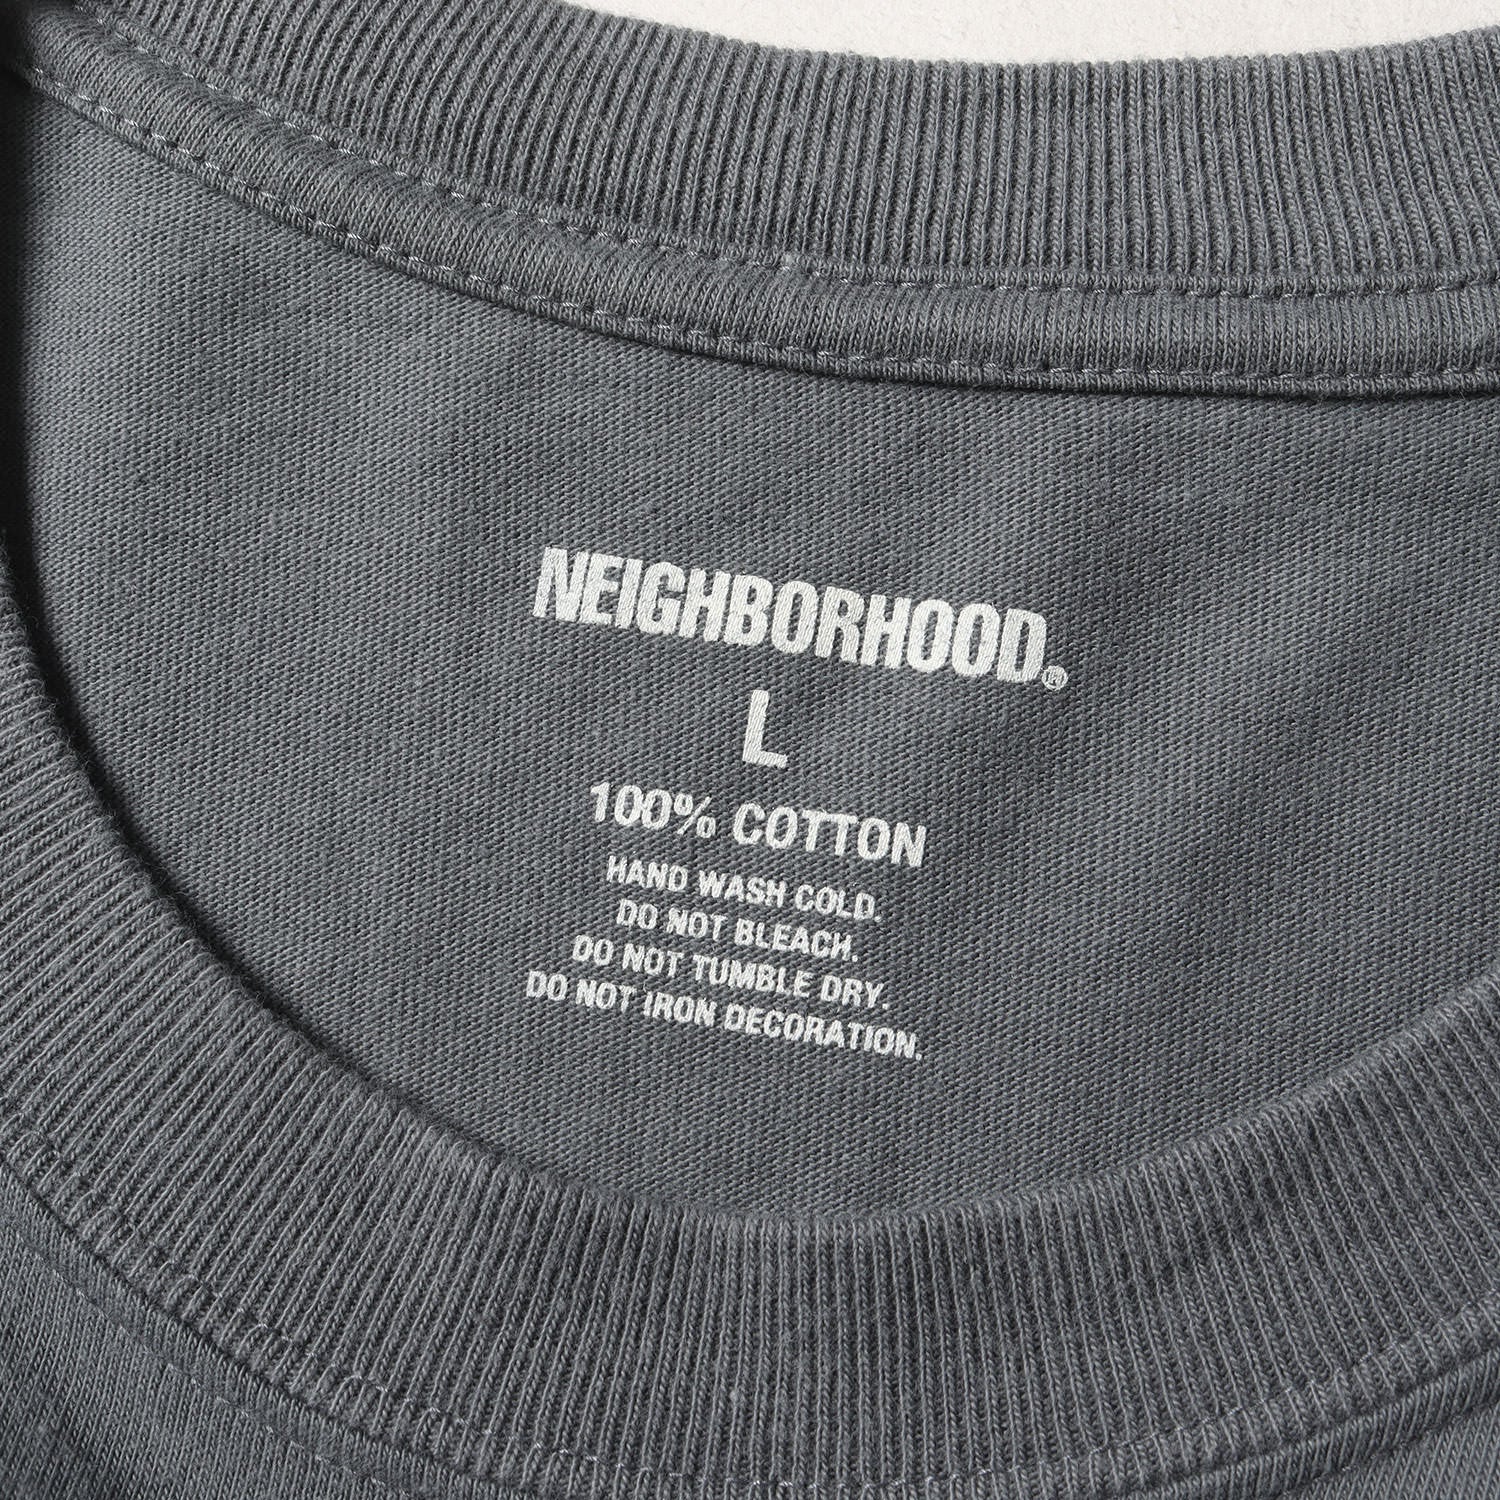 NEIGHBORHOOD®
L
100% COTTON
HAND WASH COLD.
DO NOT BLEACH.
DO NOT TUMBLE DRY.
DO NOT IRON DECORATION.